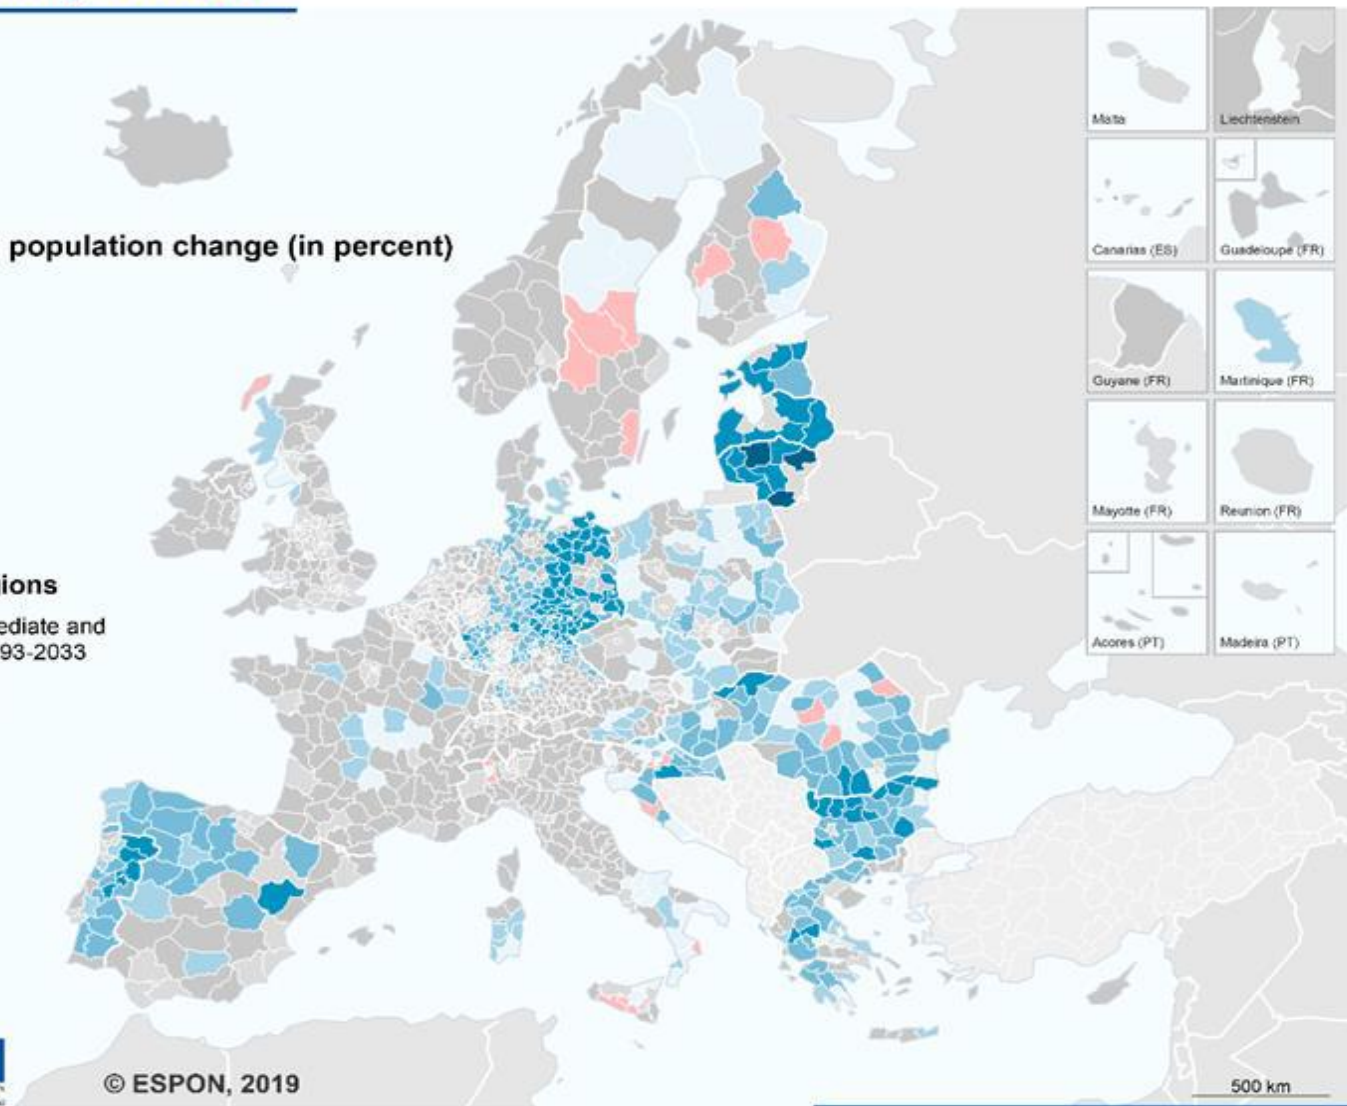 Malta
Liechtenstein
population change (in percent)
Canarias (ES)
Guadeloupe (FR)
Guyane (FR)
Martinique (FR)
Mayotte (FR)
Reunion (FR)
ions
ediate and
93-2033
Acores (PT)
Madeira (PT)
© ESPON, 2019
500 km